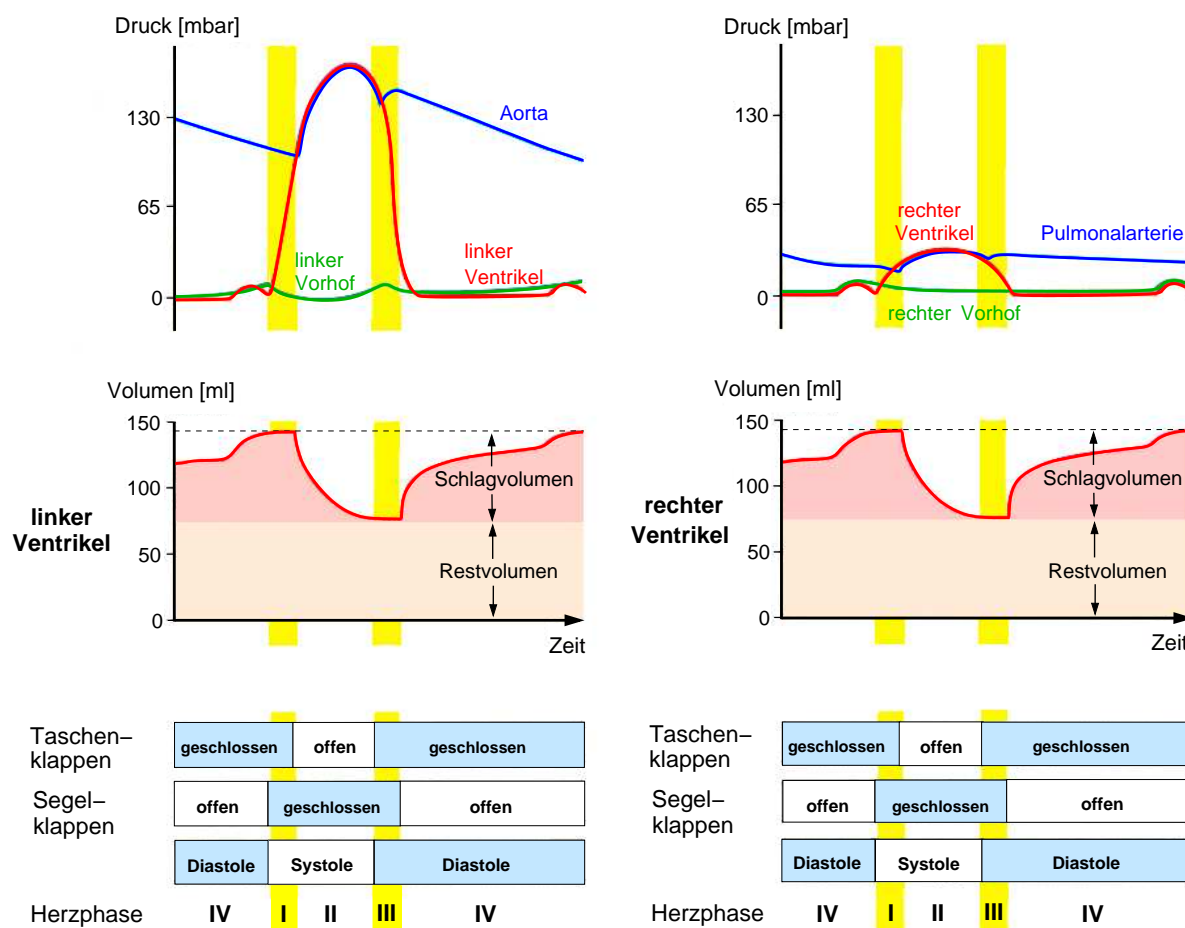 Druck [mbar]
130
65
0
Aorta
linker
Vorhof
linker
Ventrikel
Volumen [ml]
150
100
50
0
Schlagvolumen
Restvolumen
Zeit
linker
Ventrikel
Taschen–
klappen
geschlossen offen geschlossen
Segel–
klappen
offen geschlossen offen
Diastole Systole Diastole
Herzphase IV I II III IV
Druck [mbar]
130
65
0
rechter
Ventrikel
Pulmonalarterie
rechter Vorhof
Volumen [ml]
150
100
50
0
Schlagvolumen
Restvolumen
Zeit
rechter
Ventrikel
Taschen–
klappen
geschlossen offen geschlossen
Segel–
klappen
offen geschlossen offen
Diastole Systole Diastole
Herzphase IV I II III IV